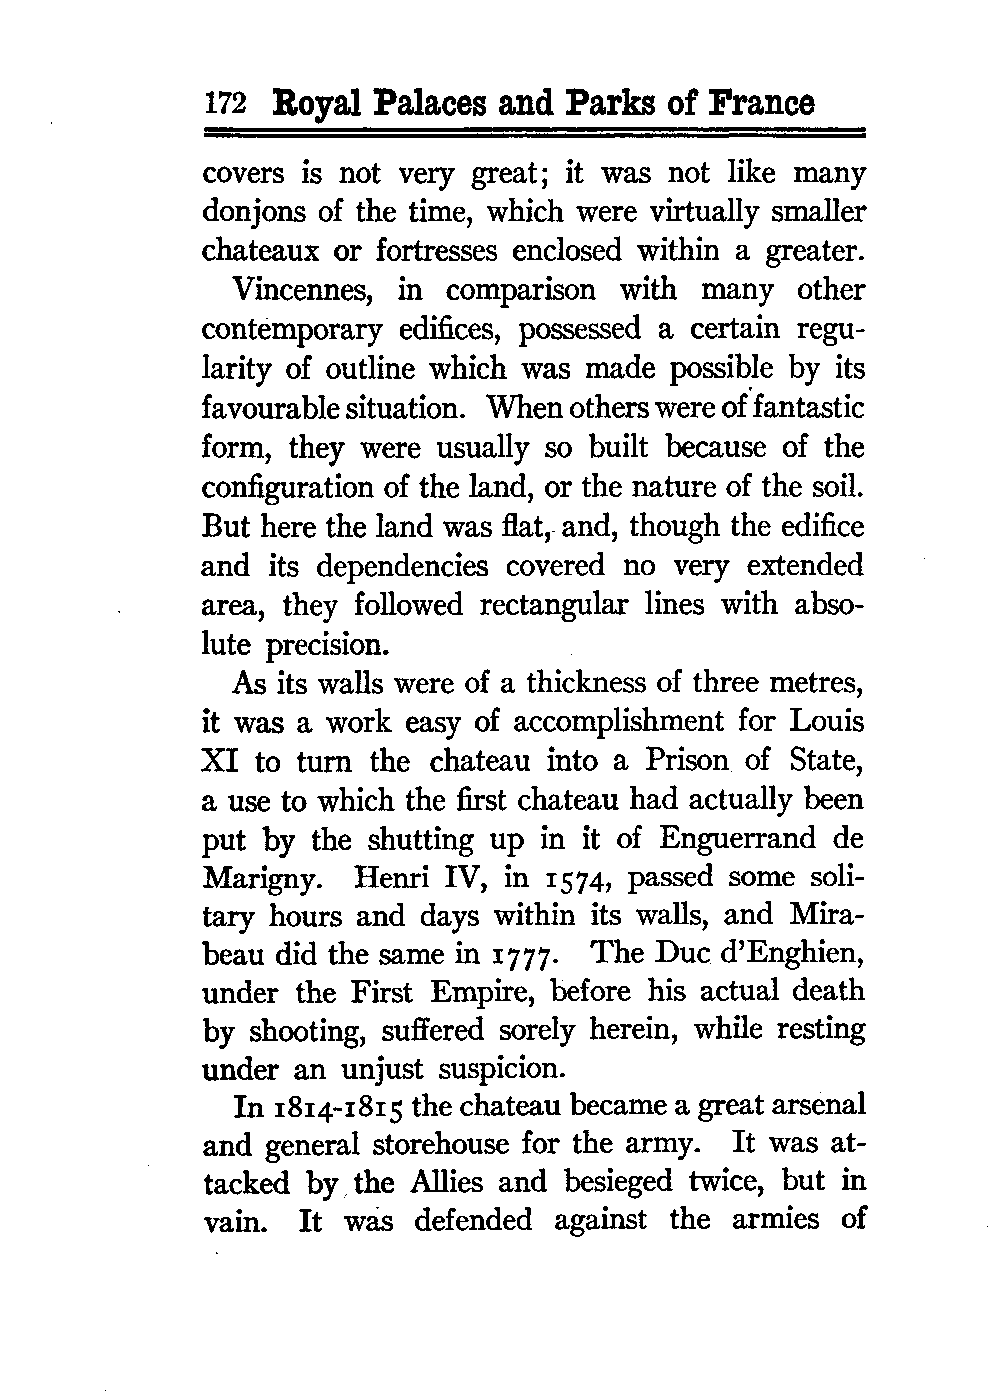 172 Royal Palaces and Parks of France
covers is not very great; it was not like many
donjons of the time, which were virtually smaller
chateaux or fortresses enclosed within a greater.
Vincennes, in comparison with many other
contemporary edifices, possessed a certain regu-
larity of outline which was made possible by its
favourable situation. When others were of fantastic
form, they were usually so built because of the
configuration of the land, or the nature of the soil.
But here the land was flat, and, though the edifice
and its dependencies covered no very extended
area, they followed rectangular lines with abso-
lute precision.
As its walls were of a thickness of three metres,
it was a work easy of accomplishment for Louis
XI to turn the chateau into a Prison of State,
a use to which the first chateau had actually been
put by the shutting up in it of Enguerrand de
Marigny. Henri IV, in 1574, passed some soli-
tary hours and days within its walls, and Mira-
beau did the same in 1777. The Duc d'Enghien,
under the First Empire, before his actual death
by shooting, suffered sorely herein, while resting
under an unjust suspicion.
In 1814-1815 the chateau became a great arsenal
and general storehouse for the army. It was at-
tacked by the Allies and besieged twice, but in
vain. It was defended against the armies of